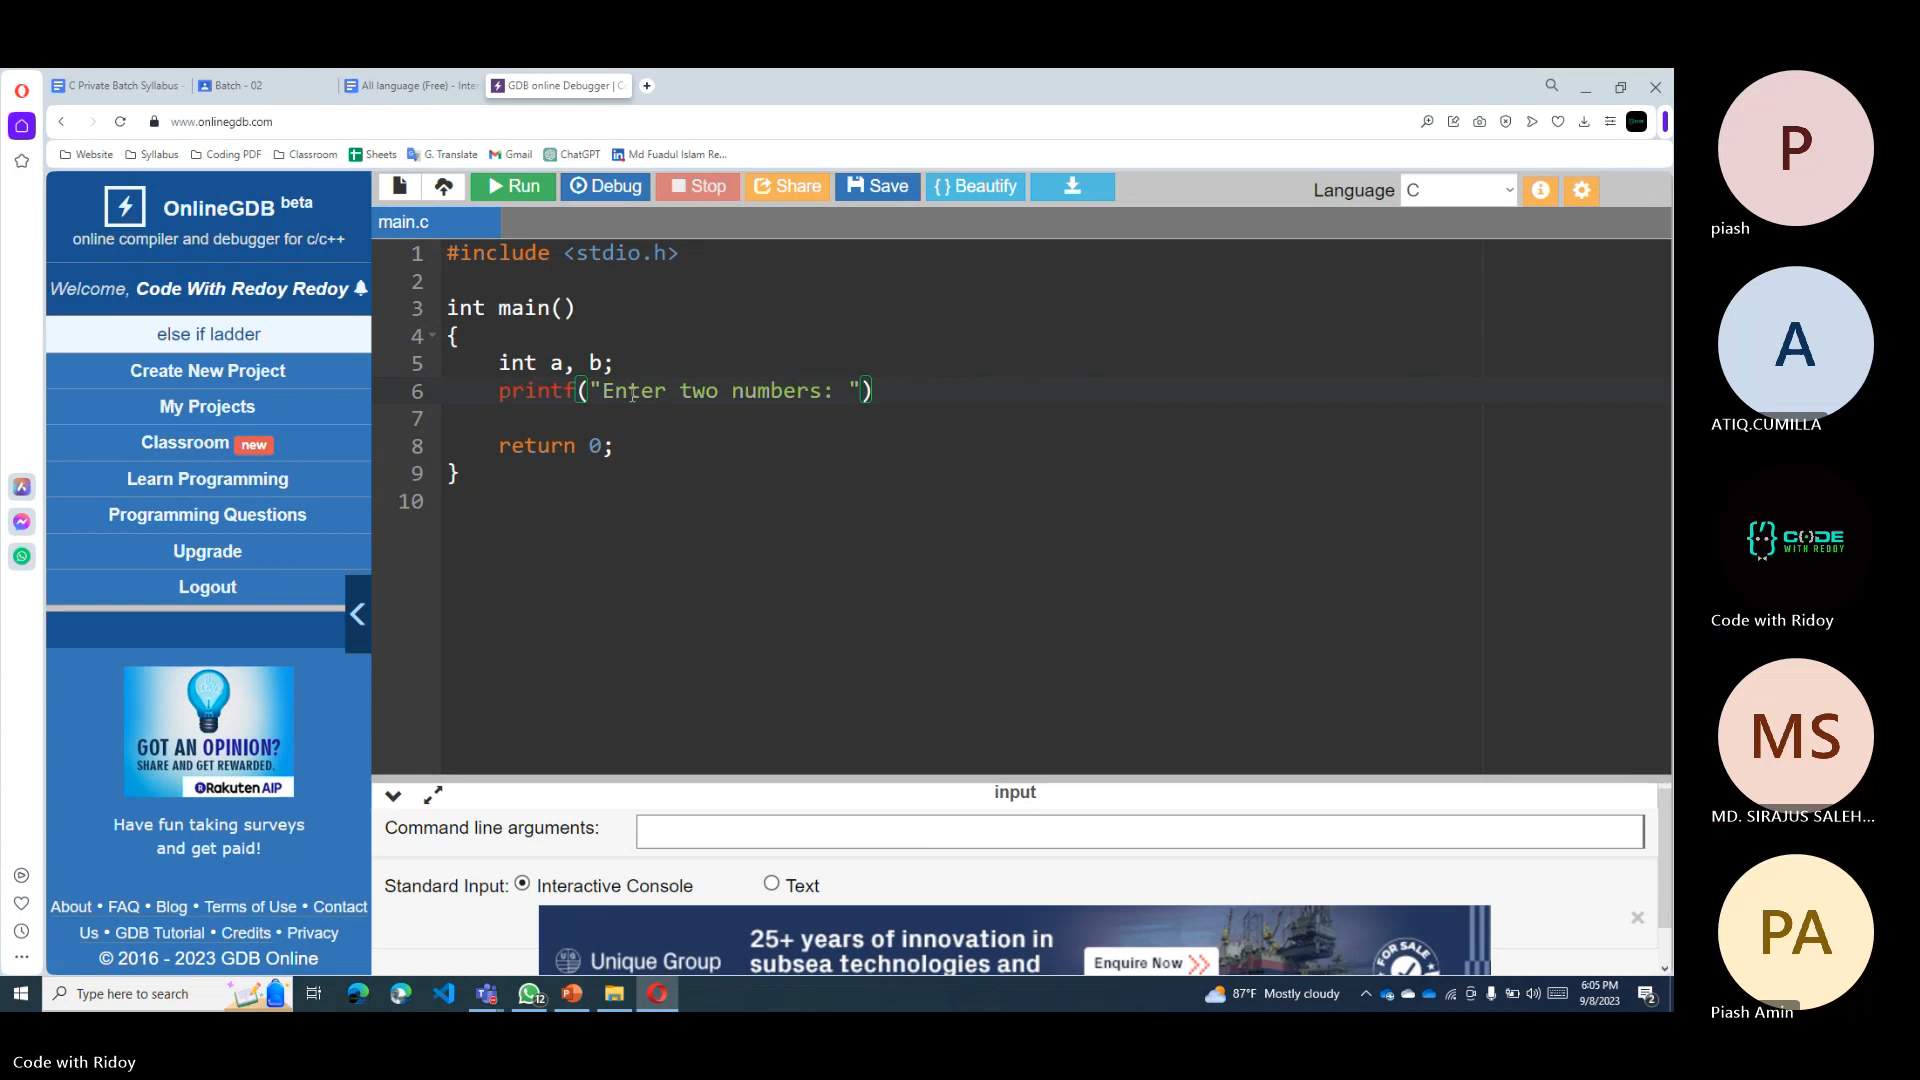 C Private Batch Syllabus
Batch - 02
All language (Free) - Inte
GDB online Debugger | C
www.onlinegdb.com
Website
Syllabus
Coding PDF
Classroom
Sheets
G. Translate
Gmail
ChatGPT
Md Fuadul Islam Re...
OnlineGDB beta
online compiler and debugger for c/c++
Welcome, Code With Redoy Redoy
else if ladder
Create New Project
My Projects
Classroom new
Learn Programming
Programming Questions
Upgrade
Logout
GOT AN OPINION?
SHARE AND GET REWARDED.
Rakuten AIP
Have fun taking surveys
and get paid!
About • FAQ • Blog • Terms of Use • Contact
Us • GDB Tutorial • Credits • Privacy
© 2016 - 2023 GDB Online
Run
Debug
Stop
Share
Save
{ } Beautify
Language C
main.c
1 #include <stdio.h>
2
3 int main()
4 {
5 int a, b;
6 printf("Enter two numbers: ")
7
8 return 0;
9 }
10
input
Command line arguments:
Standard Input: Interactive Console Text
Unique Group
25+ years of innovation in
subsea technologies and
Enquire Now
FOR SALE
Type here to search
12
87°F Mostly cloudy
6:05 PM
9/8/2023
2
P
piash
A
ATIQ.CUMILLA
CODE
WITH REDOY
Code with Ridoy
MS
MD. SIRAJUS SALEH...
PA
Piash Amin
Code with Ridoy